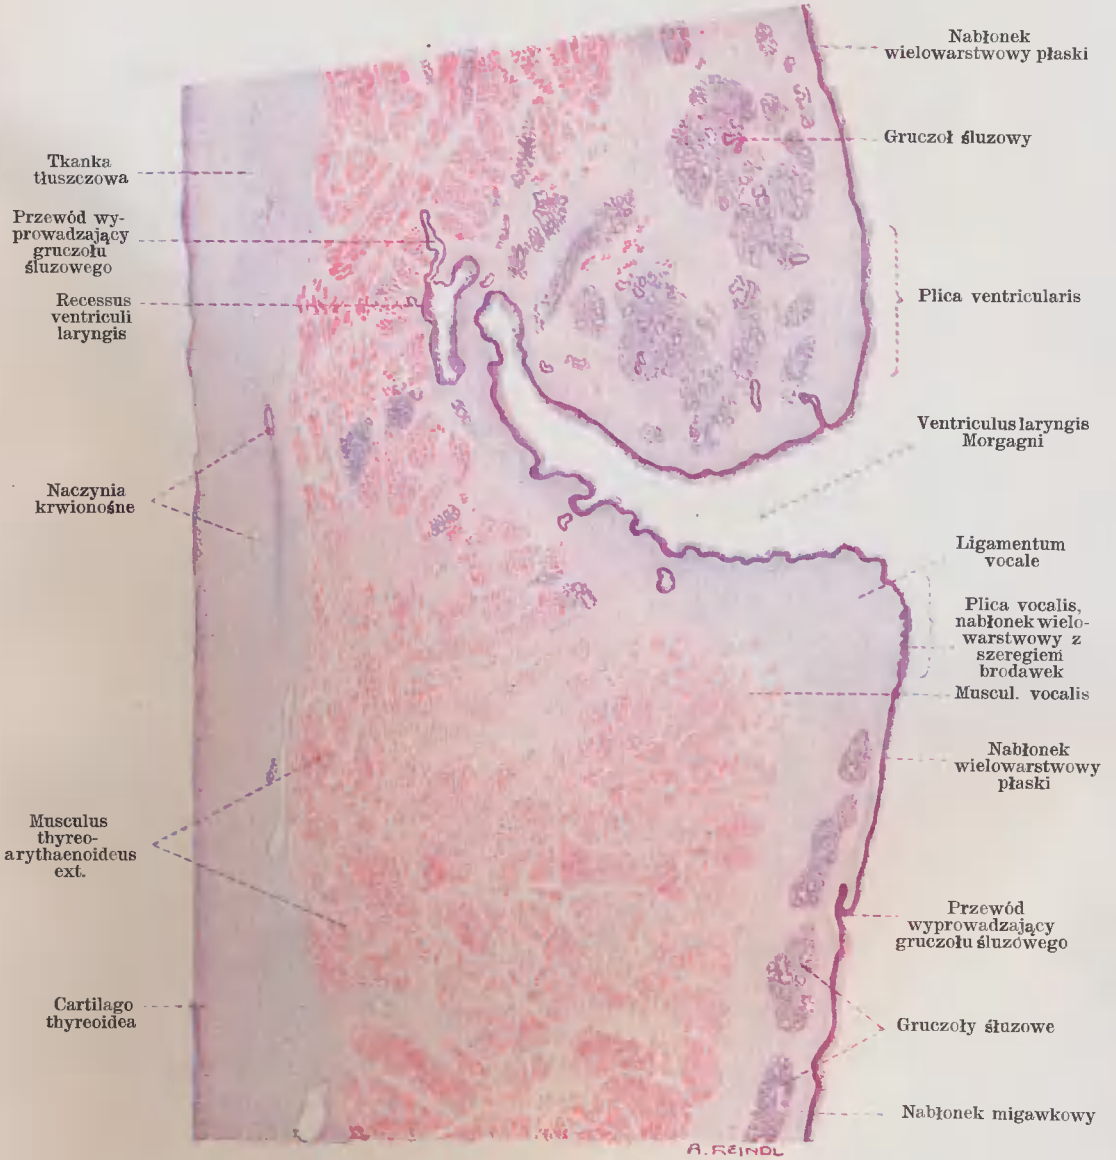 Nabłonek
wielowarstwowy płaski
Gruczoł śluzowy
Plica ventricularis
Ventriculus laryngis
Morgagni
Ligamentum
vocale
Plica vocalis,
nabłonek wielo-
warstwowy z
szeregiem
brodawek
Muscul. vocalis
Nabłonek
wielowarstwowy
płaski
Przewód
wyprowadzający
gruczołu śluzowego
Gruczoły śluzowe
Nabłonek migawkowy
Tkanka
tłuszczowa
Przewód wy-
prowadzający
gruczołu
śluzowego
Recessus
ventriculi
laryngis
Naczynia
krwionośne
Musculus
thyreo-
arythaenoideus
ext.
Cartilago
thyreoidea
A. REINDL